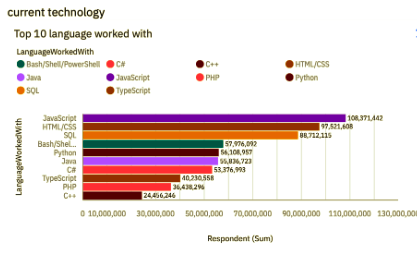 current technology
Top 10 language worked with
LanguageWorkedWith
Bash/Shell/PowerShell C# C++ HTML/CSS
Java JavaScript PHP Python
SQL TypeScript
LanguageWorkedWith
JavaScript 108,371,442
HTML/CSS 97,521,608
SQL 88,712,115
Bash/Shel... 57,976,092
Python 56,108,957
Java 55,836,723
C# 53,376,993
TypeScript 40,230,558
PHP 36,438,296
C++ 24,456,246
0 10,000,000 30,000,000 50,000,000 70,000,000 90,000,000 110,000,000 130,000,000
Respondent (Sum)